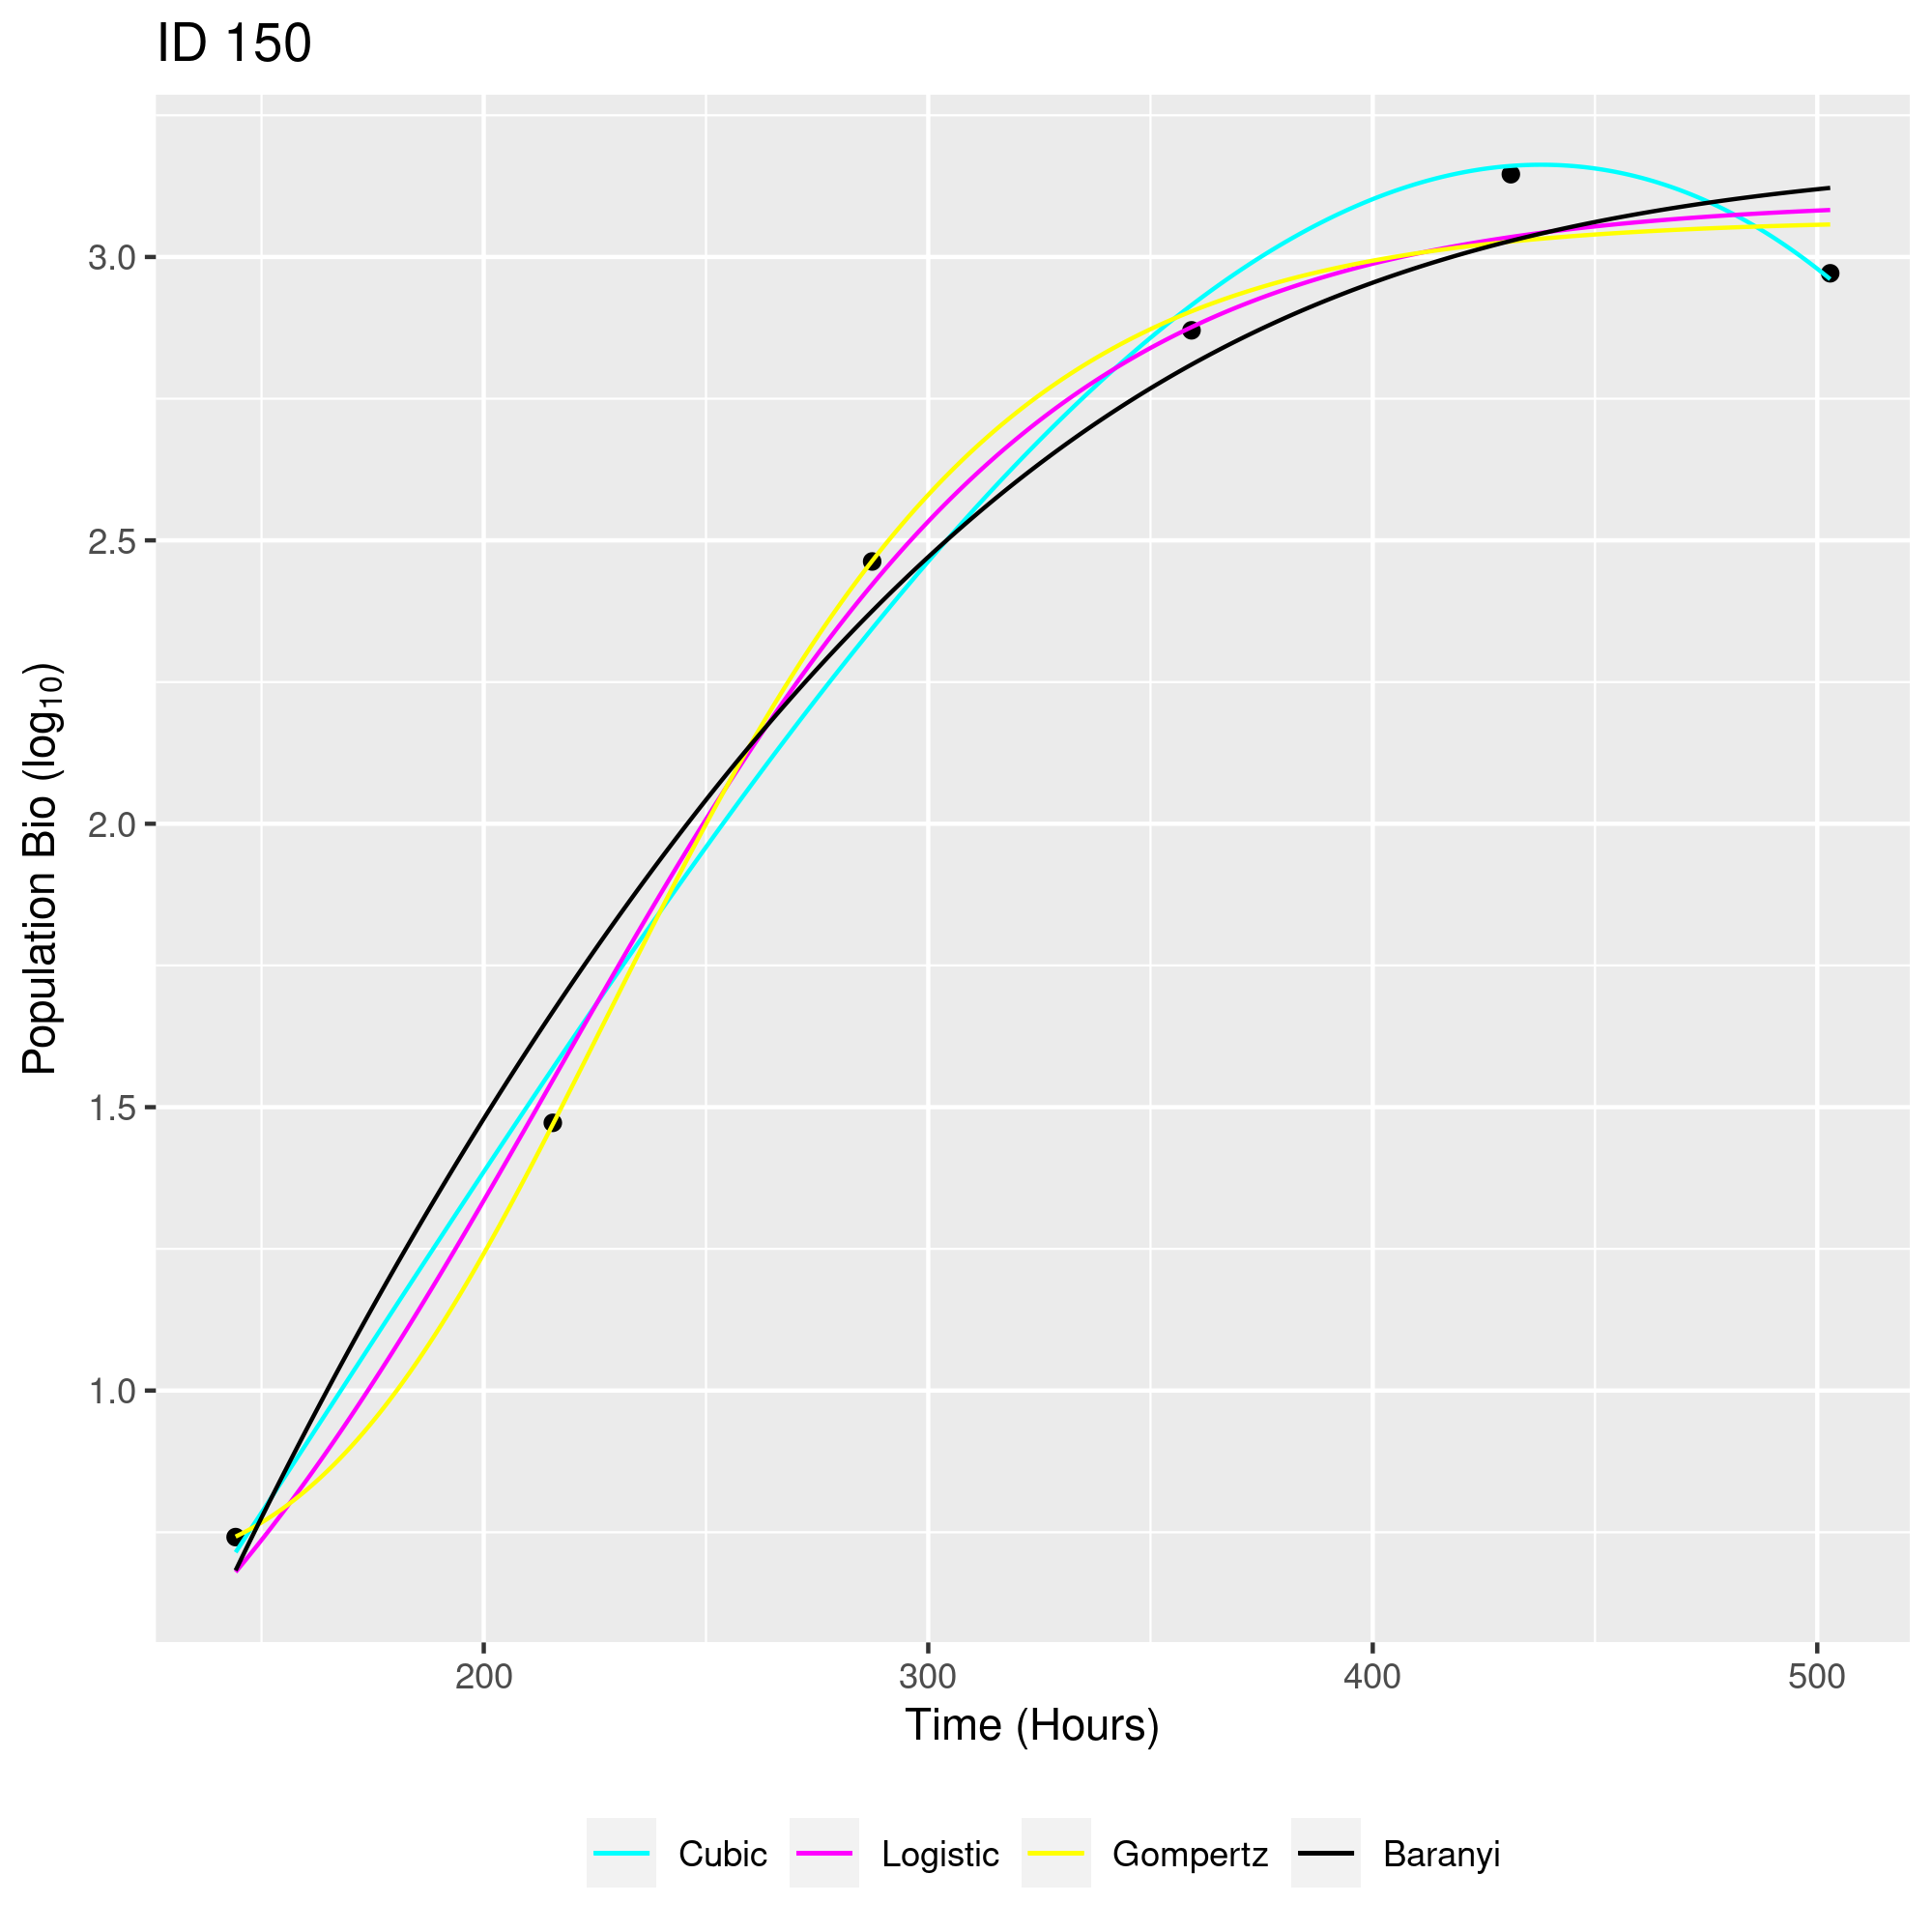 ID 150
Population Bio (log₁₀)
3.0
2.5
2.0
1.5
1.0
200 300 400 500
Time (Hours)
Cubic Logistic Gompertz Baranyi